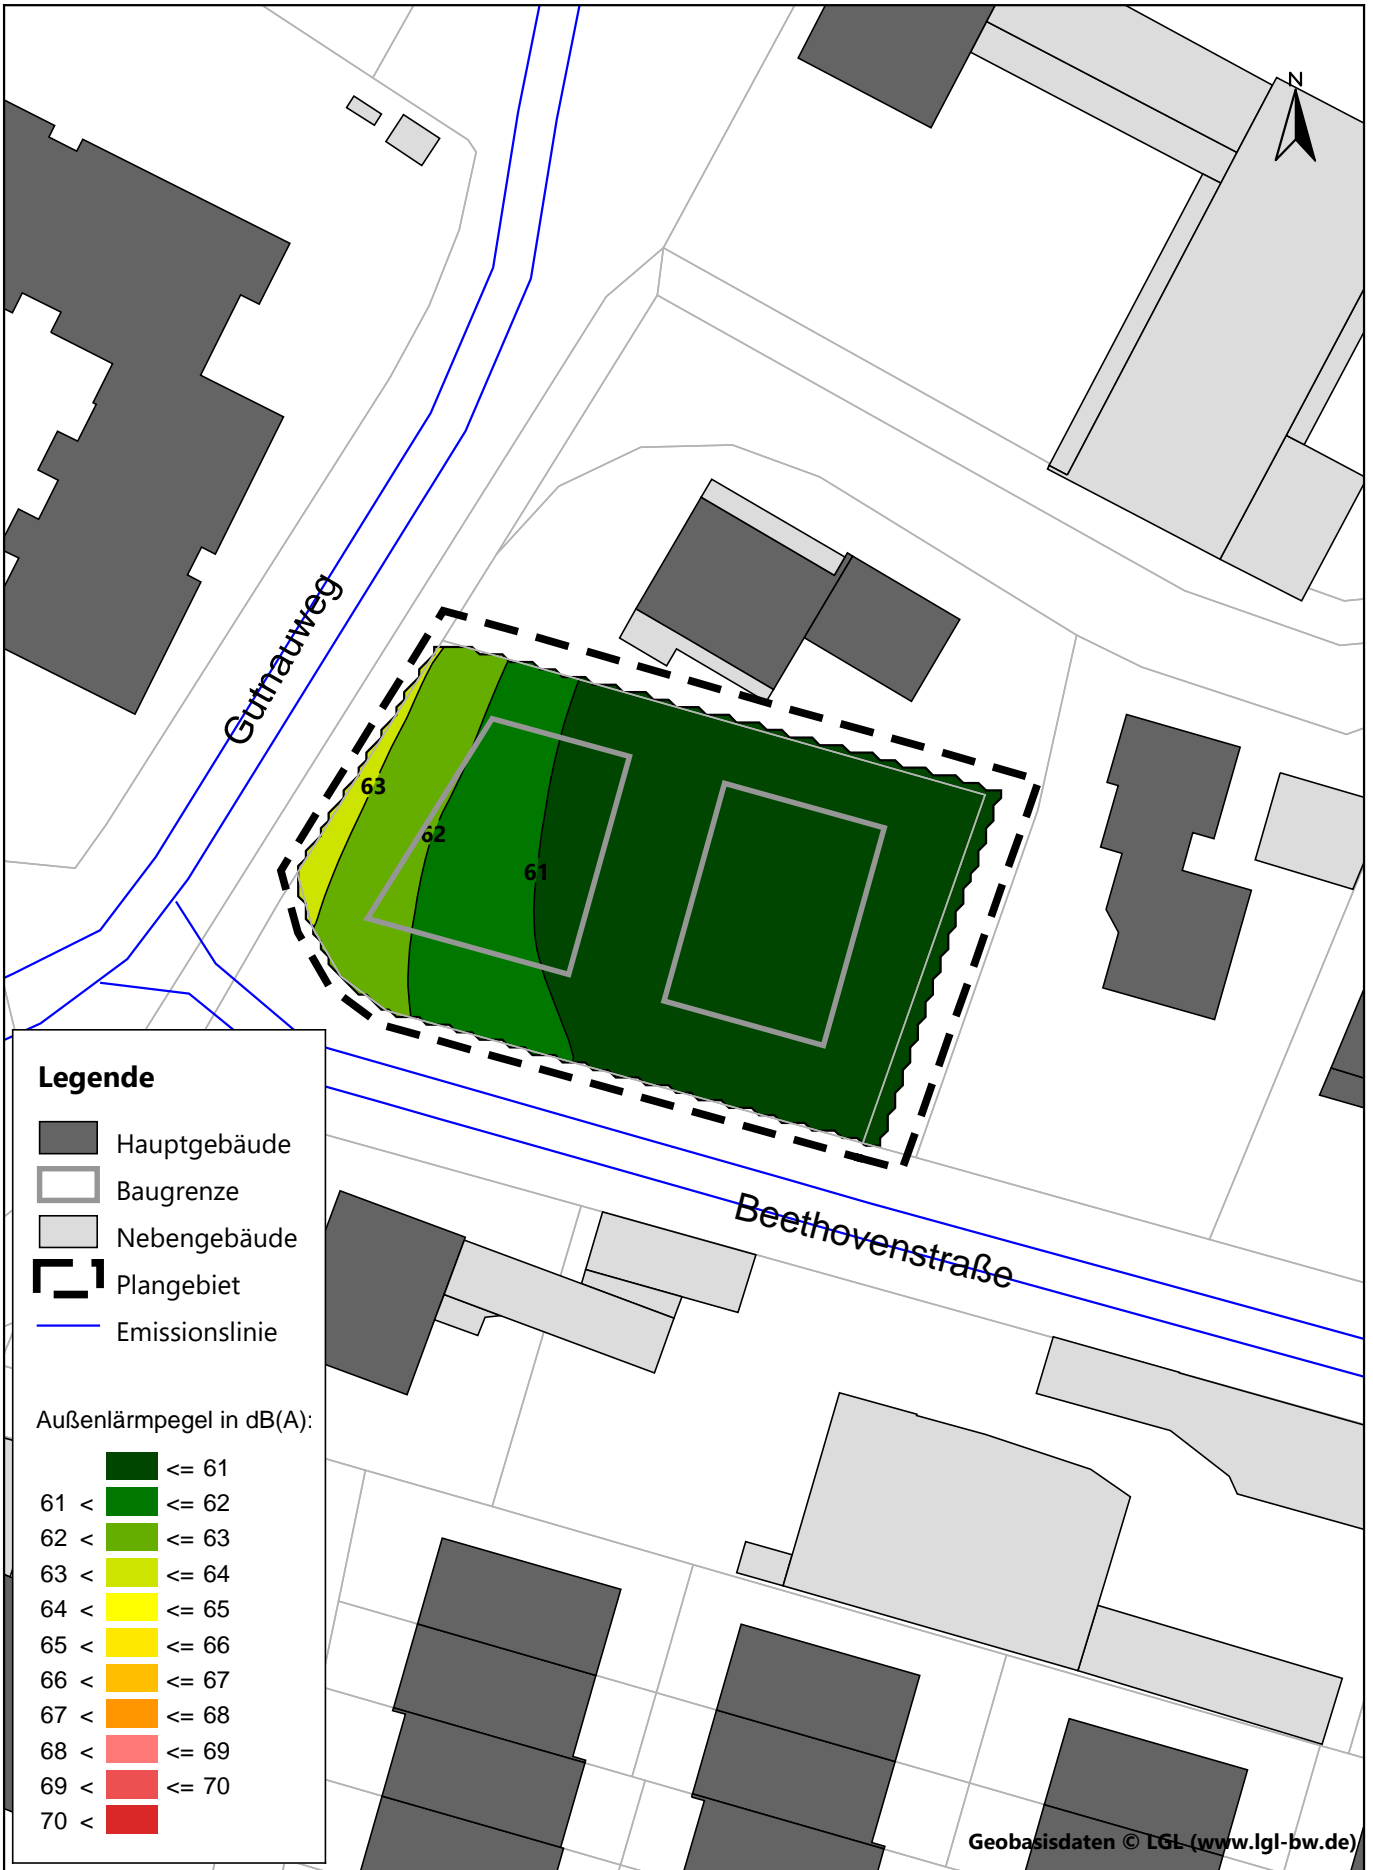 N
Gutnauweg
63
62
61
Beethovenstraße
Legende
Hauptgebäude
Baugrenze
Nebengebäude
Plangebiet
Emissionslinie
Außenlärmpegel in dB(A):
<= 61
61 < <= 62
62 < <= 63
63 < <= 64
64 < <= 65
65 < <= 66
66 < <= 67
67 < <= 68
68 < <= 69
69 < <= 70
70 <
Geobasisdaten © LGL (www.lgl-bw.de)